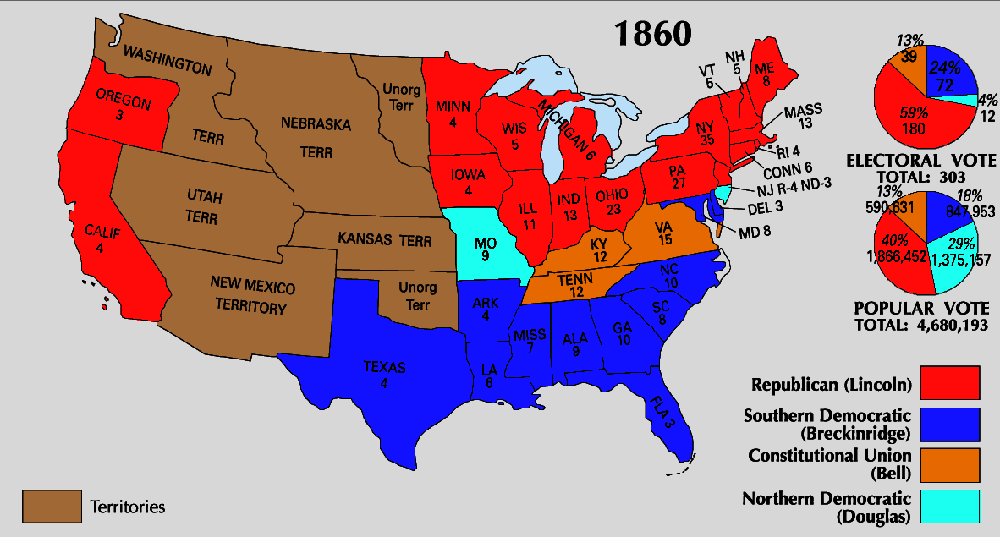 1860
WASHINGTON
TERR
OREGON
3
CALIF
4
NEBRASKA
TERR
Unorg
Terr
UTAH
TERR
KANSAS TERR
NEW MEXICO
TERRITORY
Unorg
Terr
MINN
4
WIS
5
MICHIGAN 6
IOWA
4
ILL
11
IND
13
OHIO
23
PA
27
NY
35
VT
5
NH
5
ME
8
MASS
13
RI 4
CONN 6
NJ R-4 ND-3
DEL 3
MD 8
MO
9
KY
12
VA
15
TENN
12
NC
10
SC
8
GA
10
ALA
9
MISS
7
ARK
4
LA
6
TEXAS
4
FLA 3
13%
39
24%
72
4%
12
59%
180
ELECTORAL VOTE
TOTAL: 303
13%
590,631
18%
847,953
40%
1,866,452
29%
1,375,157
POPULAR VOTE
TOTAL: 4,680,193
Republican (Lincoln)
Southern Democratic
(Breckinridge)
Constitutional Union
(Bell)
Northern Democratic
(Douglas)
Territories